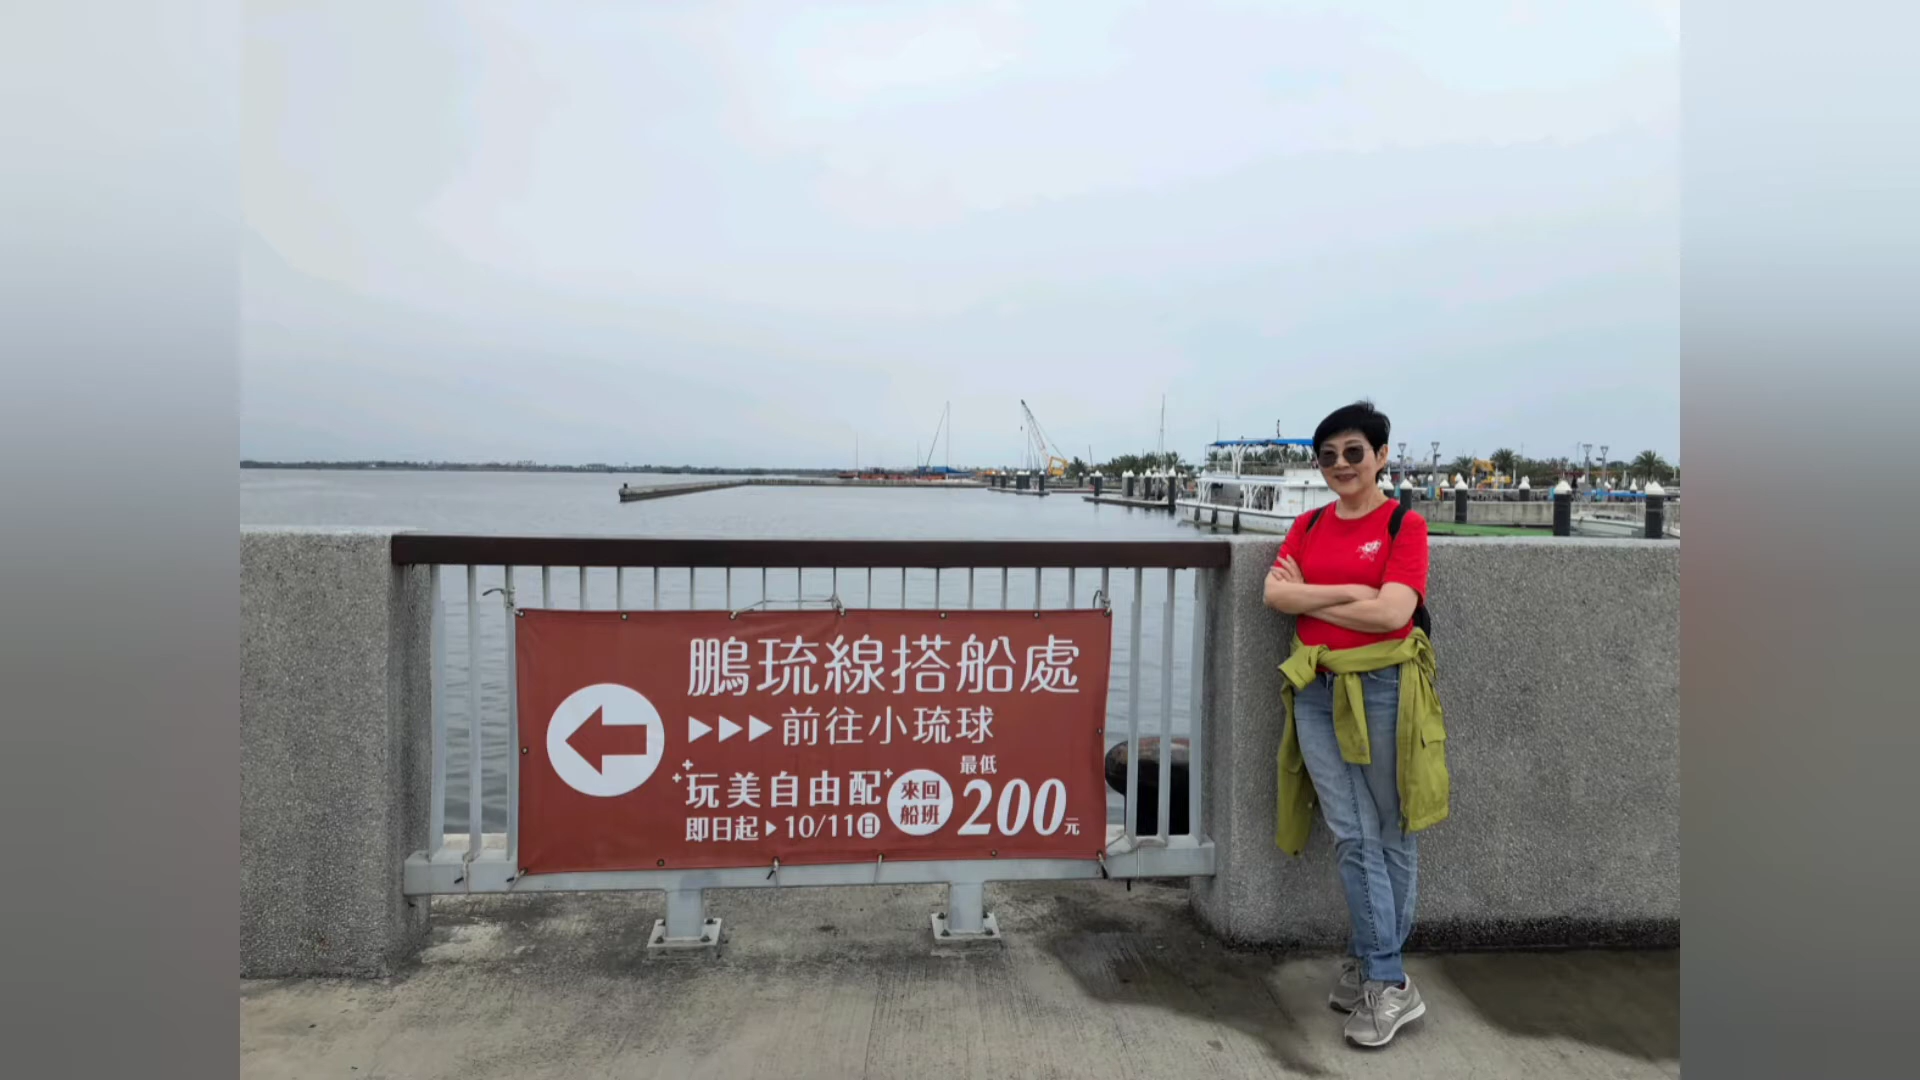 鵬琉線搭船處
▶▶▶前往小琉球
玩美自由配
即日起▶10/11日
來回
船班
最低
200元
N